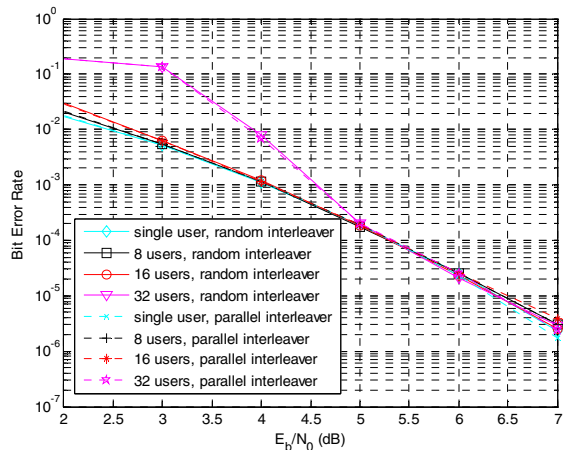 10^0
10^-1
10^-2
10^-3
10^-4
10^-5
10^-6
10^-7
Bit Error Rate
single user, random interleaver
8 users, random interleaver
16 users, random interleaver
32 users, random interleaver
single user, parallel interleaver
8 users, parallel interleaver
16 users, parallel interleaver
32 users, parallel interleaver
2 2.5 3 3.5 4 4.5 5 5.5 6 6.5 7
E_b/N_0 (dB)